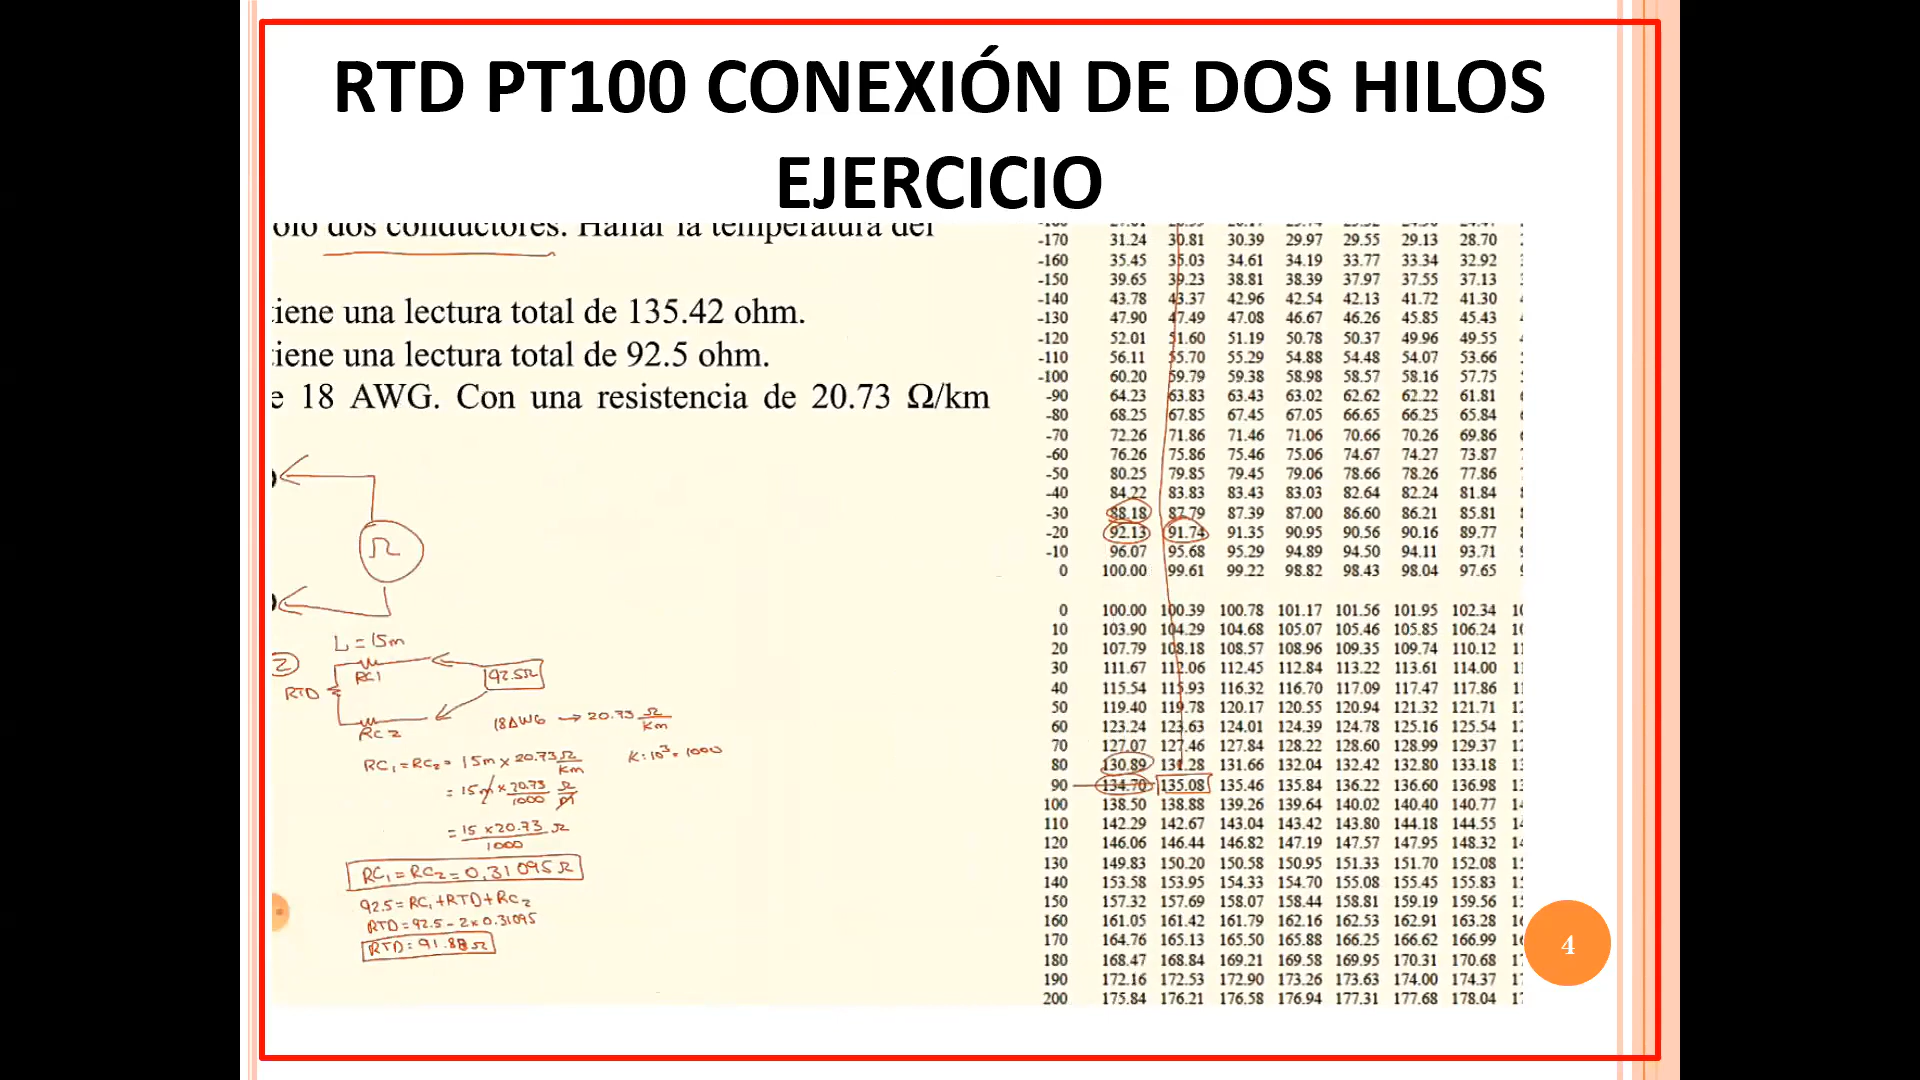 RTD PT100 CONEXIÓN DE DOS HILOS
EJERCICIO
dos conductores. Hallar la temperatura del
tiene una lectura total de 135.42 ohm.
tiene una lectura total de 92.5 ohm.
e 18 AWG. Con una resistencia de 20.73 Ω/km
Ω
L = 15m
2
RTD
RC1
RC2
92.5Ω
18AWG → 20.73 Ω/Km
RC1 = RC2 = 15m × 20.73 Ω/Km
K: 10³ = 1000
= 15m × 20.73/1000 Ω/m
= 15 × 20.73/1000 Ω
RC1 = RC2 = 0,31095 Ω
92.5 = RC1 + RTD + RC2
RTD = 92.5 - 2 × 0.31095
RTD: 91.88 Ω
-170 31.24 30.81 30.39 29.97 29.55 29.13 28.70
-160 35.45 35.03 34.61 34.19 33.77 33.34 32.92
-150 39.65 39.23 38.81 38.39 37.97 37.55 37.13
-140 43.78 43.37 42.96 42.54 42.13 41.72 41.30
-130 47.90 47.49 47.08 46.67 46.26 45.85 45.43
-120 52.01 51.60 51.19 50.78 50.37 49.96 49.55
-110 56.11 55.70 55.29 54.88 54.48 54.07 53.66
-100 60.20 59.79 59.38 58.98 58.57 58.16 57.75
-90 64.23 63.83 63.43 63.02 62.62 62.22 61.81
-80 68.25 67.85 67.45 67.05 66.65 66.25 65.84
-70 72.26 71.86 71.46 71.06 70.66 70.26 69.86
-60 76.26 75.86 75.46 75.06 74.67 74.27 73.87
-50 80.25 79.85 79.45 79.06 78.66 78.26 77.86
-40 84.22 83.83 83.43 83.03 82.64 82.24 81.84
-30 88.18 87.79 87.39 87.00 86.60 86.21 85.81
-20 92.13 91.74 91.35 90.95 90.56 90.16 89.77
-10 96.07 95.68 95.29 94.89 94.50 94.11 93.71
0 100.00 99.61 99.22 98.82 98.43 98.04 97.65
0 100.00 100.39 100.78 101.17 101.56 101.95 102.34
10 103.90 104.29 104.68 105.07 105.46 105.85 106.24
20 107.79 108.18 108.57 108.96 109.35 109.74 110.12
30 111.67 112.06 112.45 112.84 113.22 113.61 114.00
40 115.54 115.93 116.32 116.70 117.09 117.47 117.86
50 119.40 119.78 120.17 120.55 120.94 121.32 121.71
60 123.24 123.63 124.01 124.39 124.78 125.16 125.54
70 127.07 127.46 127.84 128.22 128.60 128.99 129.37
80 130.89 131.28 131.66 132.04 132.42 132.80 133.18
90 134.70 135.08 135.46 135.84 136.22 136.60 136.98
100 138.50 138.88 139.26 139.64 140.02 140.40 140.77
110 142.29 142.67 143.04 143.42 143.80 144.18 144.55
120 146.06 146.44 146.82 147.19 147.57 147.95 148.32
130 149.83 150.20 150.58 150.95 151.33 151.70 152.08
140 153.58 153.95 154.33 154.70 155.08 155.45 155.83
150 157.32 157.69 158.07 158.44 158.81 159.19 159.56
160 161.05 161.42 161.79 162.16 162.53 162.91 163.28
170 164.76 165.13 165.50 165.88 166.25 166.62 166.99
180 168.47 168.84 169.21 169.58 169.95 170.31 170.68
190 172.16 172.53 172.90 173.26 173.63 174.00 174.37
200 175.84 176.21 176.58 176.94 177.31 177.68 178.04
4